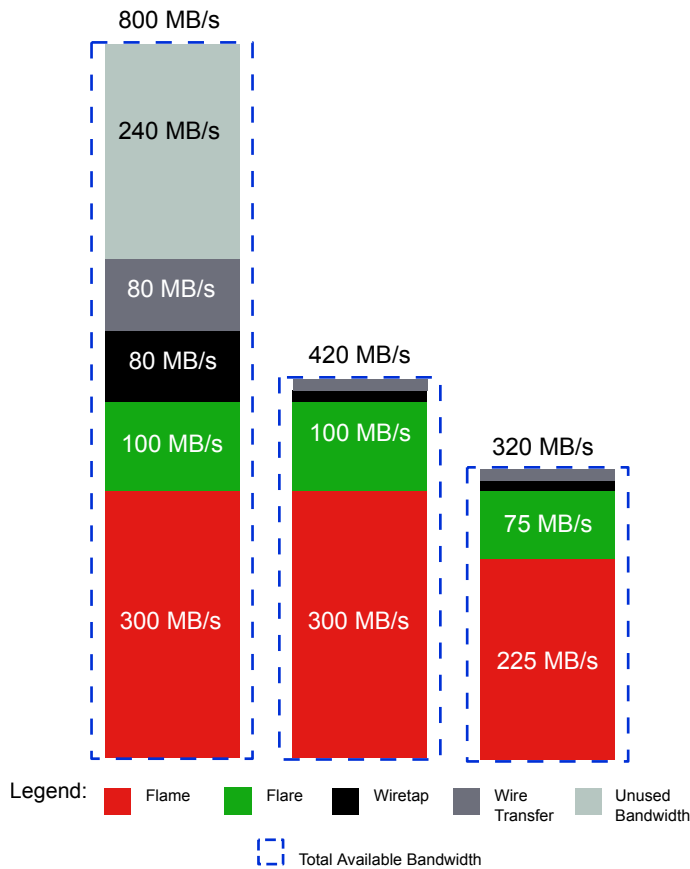 800 MB/s
240 MB/s
80 MB/s
80 MB/s
100 MB/s
300 MB/s
420 MB/s
100 MB/s
300 MB/s
320 MB/s
75 MB/s
225 MB/s
Legend:
Flame
Flare
Wiretap
Wire
Transfer
Unused
Bandwidth
Total Available Bandwidth